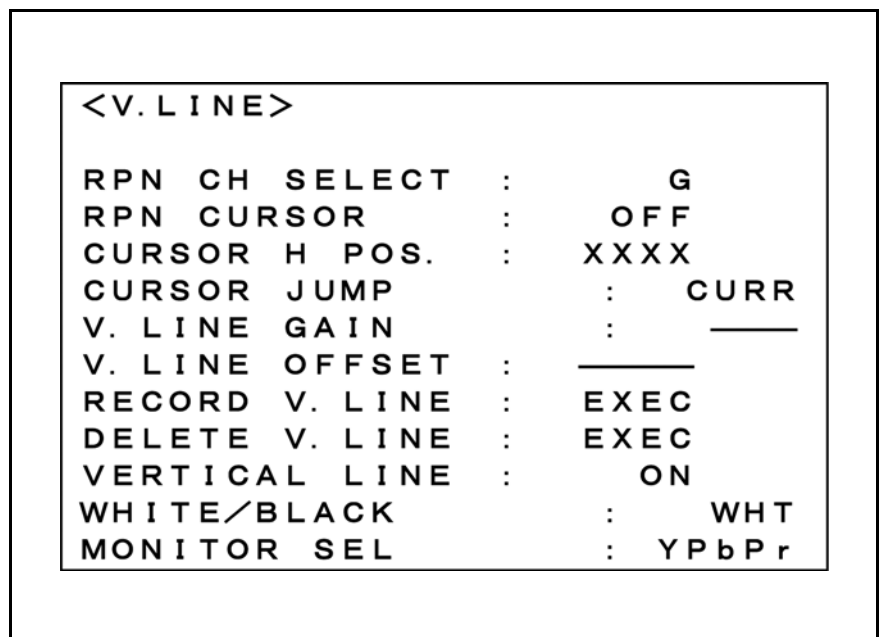 <V.LINE>
RPN CH SELECT : G
RPN CURSOR : OFF
CURSOR H POS. : XXXX
CURSOR JUMP : CURR
V. LINE GAIN : ———
V. LINE OFFSET : ————
RECORD V. LINE : EXEC
DELETE V. LINE : EXEC
VERTICAL LINE : ON
WHITE/BLACK : WHT
MONITOR SEL : YPbPr